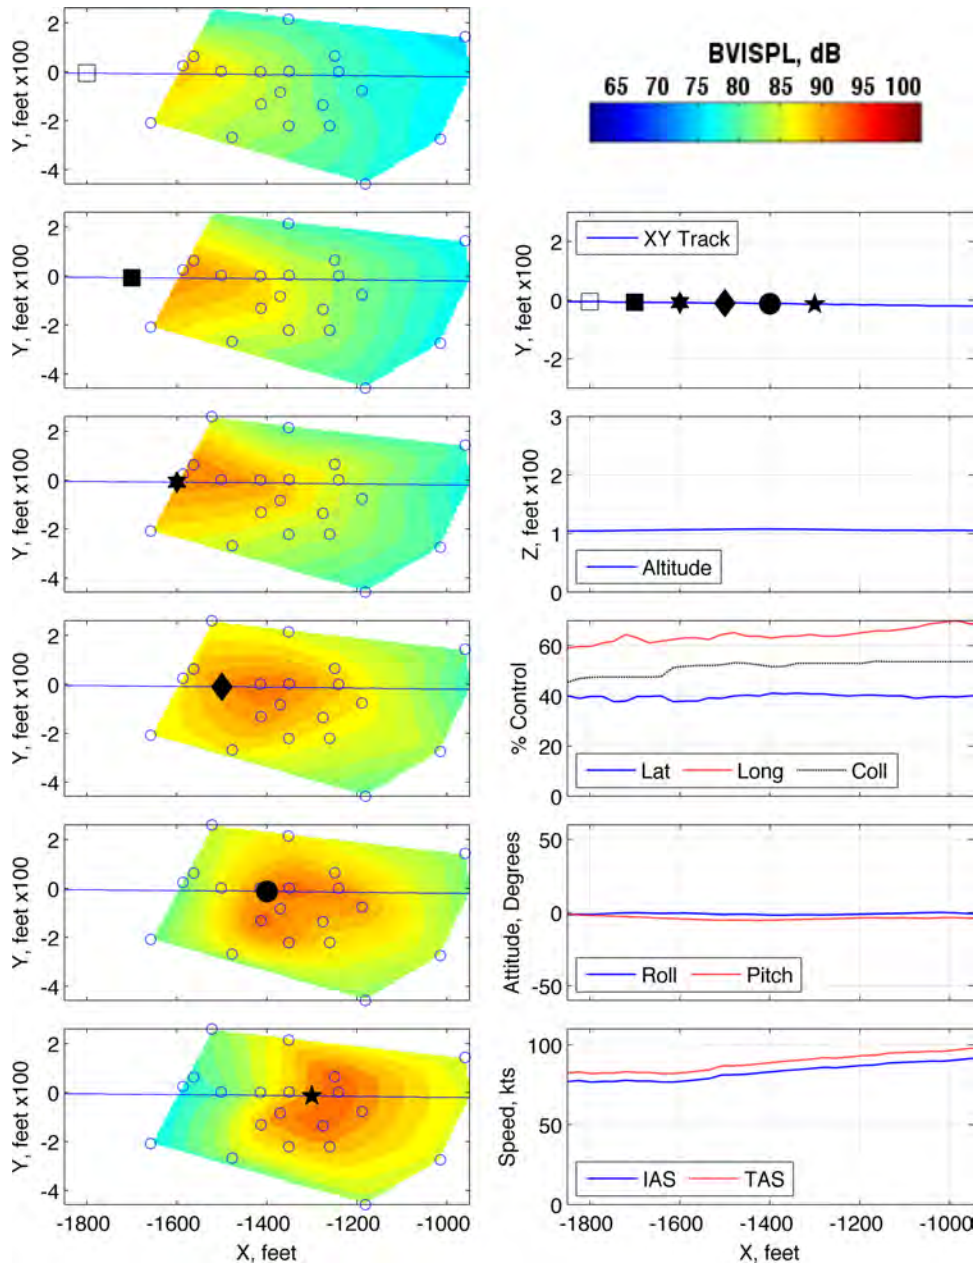 BVISPL, dB
65 70 75 78 80 85 90 95 100
2
0
-2
-4
Y, feet x100
2
0
-2
-4
Y, feet x100
XY Track
2
0
-2
Y, feet x100
2
0
-2
-4
Y, feet x100
3
2
1
0
Z, feet x100
Altitude
2
0
-2
-4
Y, feet x100
60
40
20
0
% Control
Lat Long Coll
2
0
-2
-4
Y, feet x100
50
0
-50
Attitude, Degrees
Roll Pitch
2
0
-2
-4
Y, feet x100
100
50
0
Speed, kts
IAS TAS
-1800 -1600 -1400 -1200 -1000
X, feet
-1800 -1600 -1400 -1200 -1000
X, feet